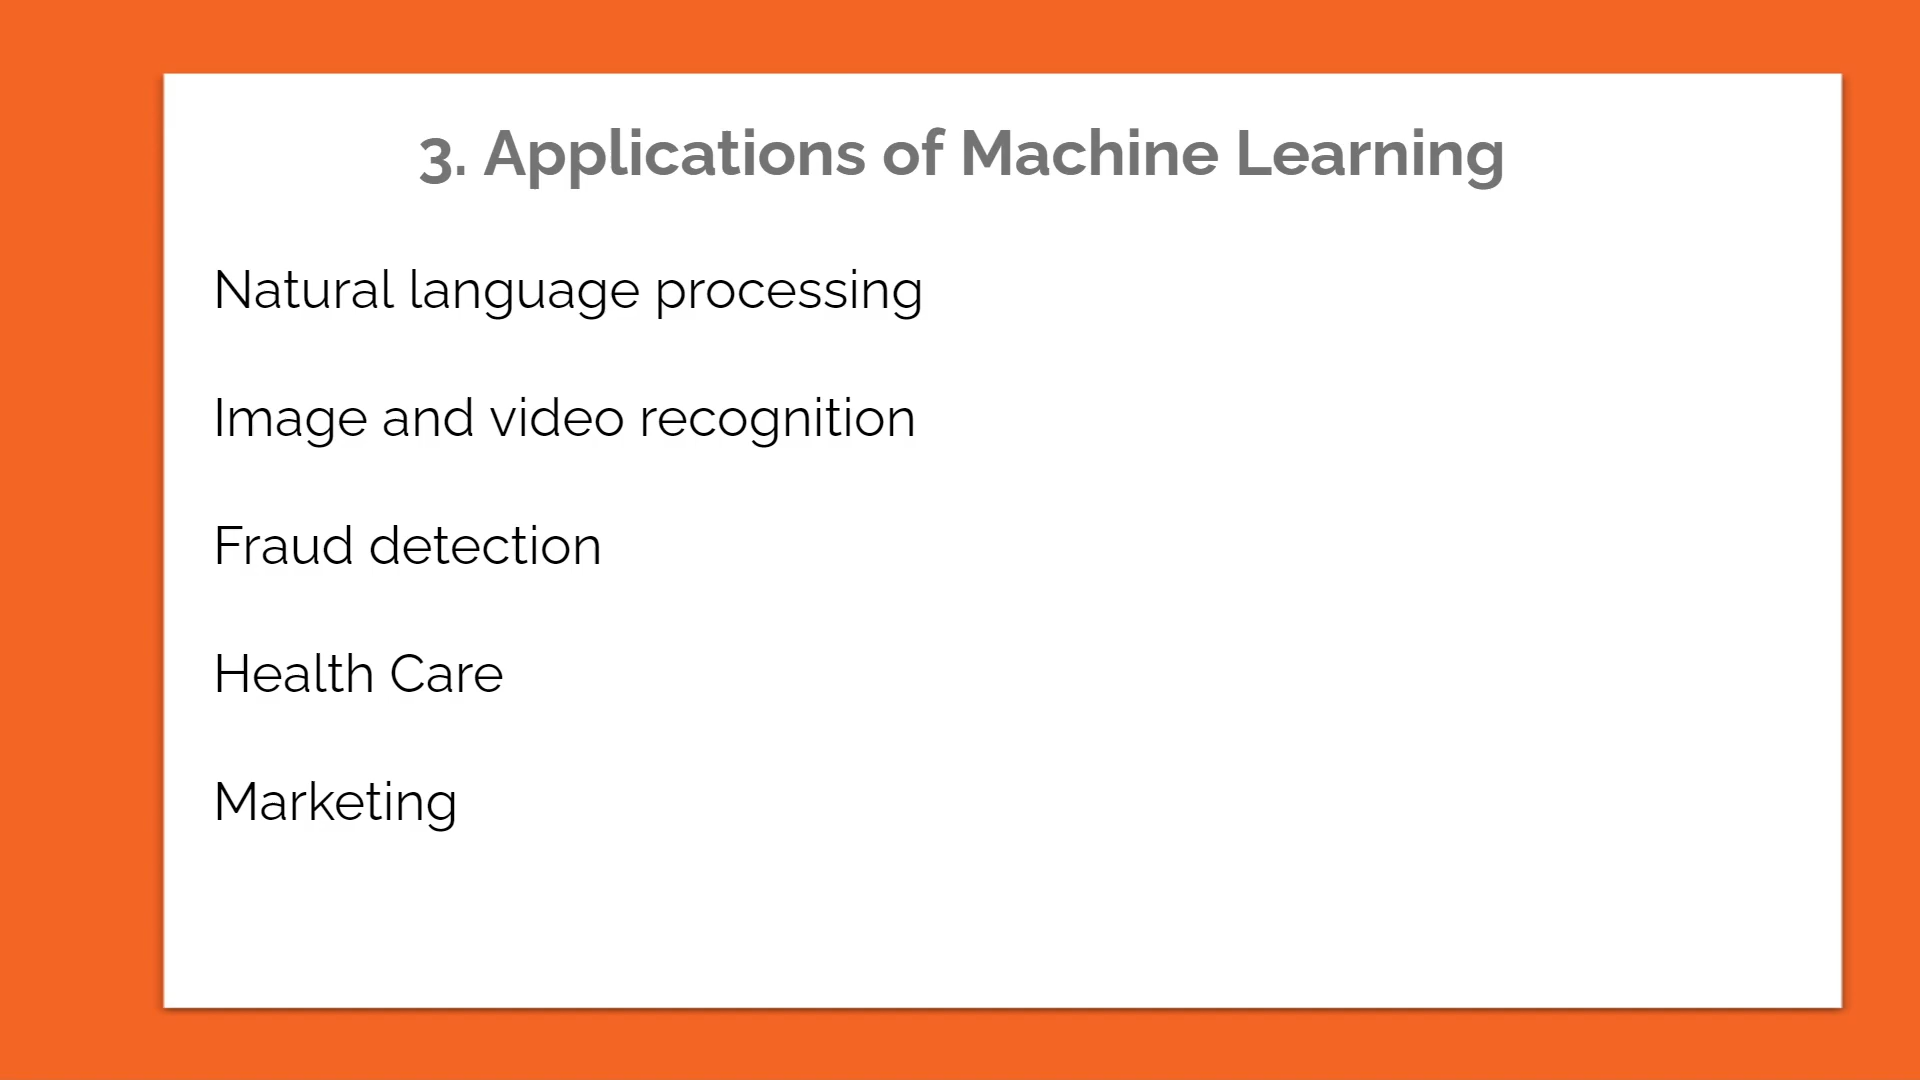 3. Applications of Machine Learning
Natural language processing
Image and video recognition
Fraud detection
Health Care
Marketing